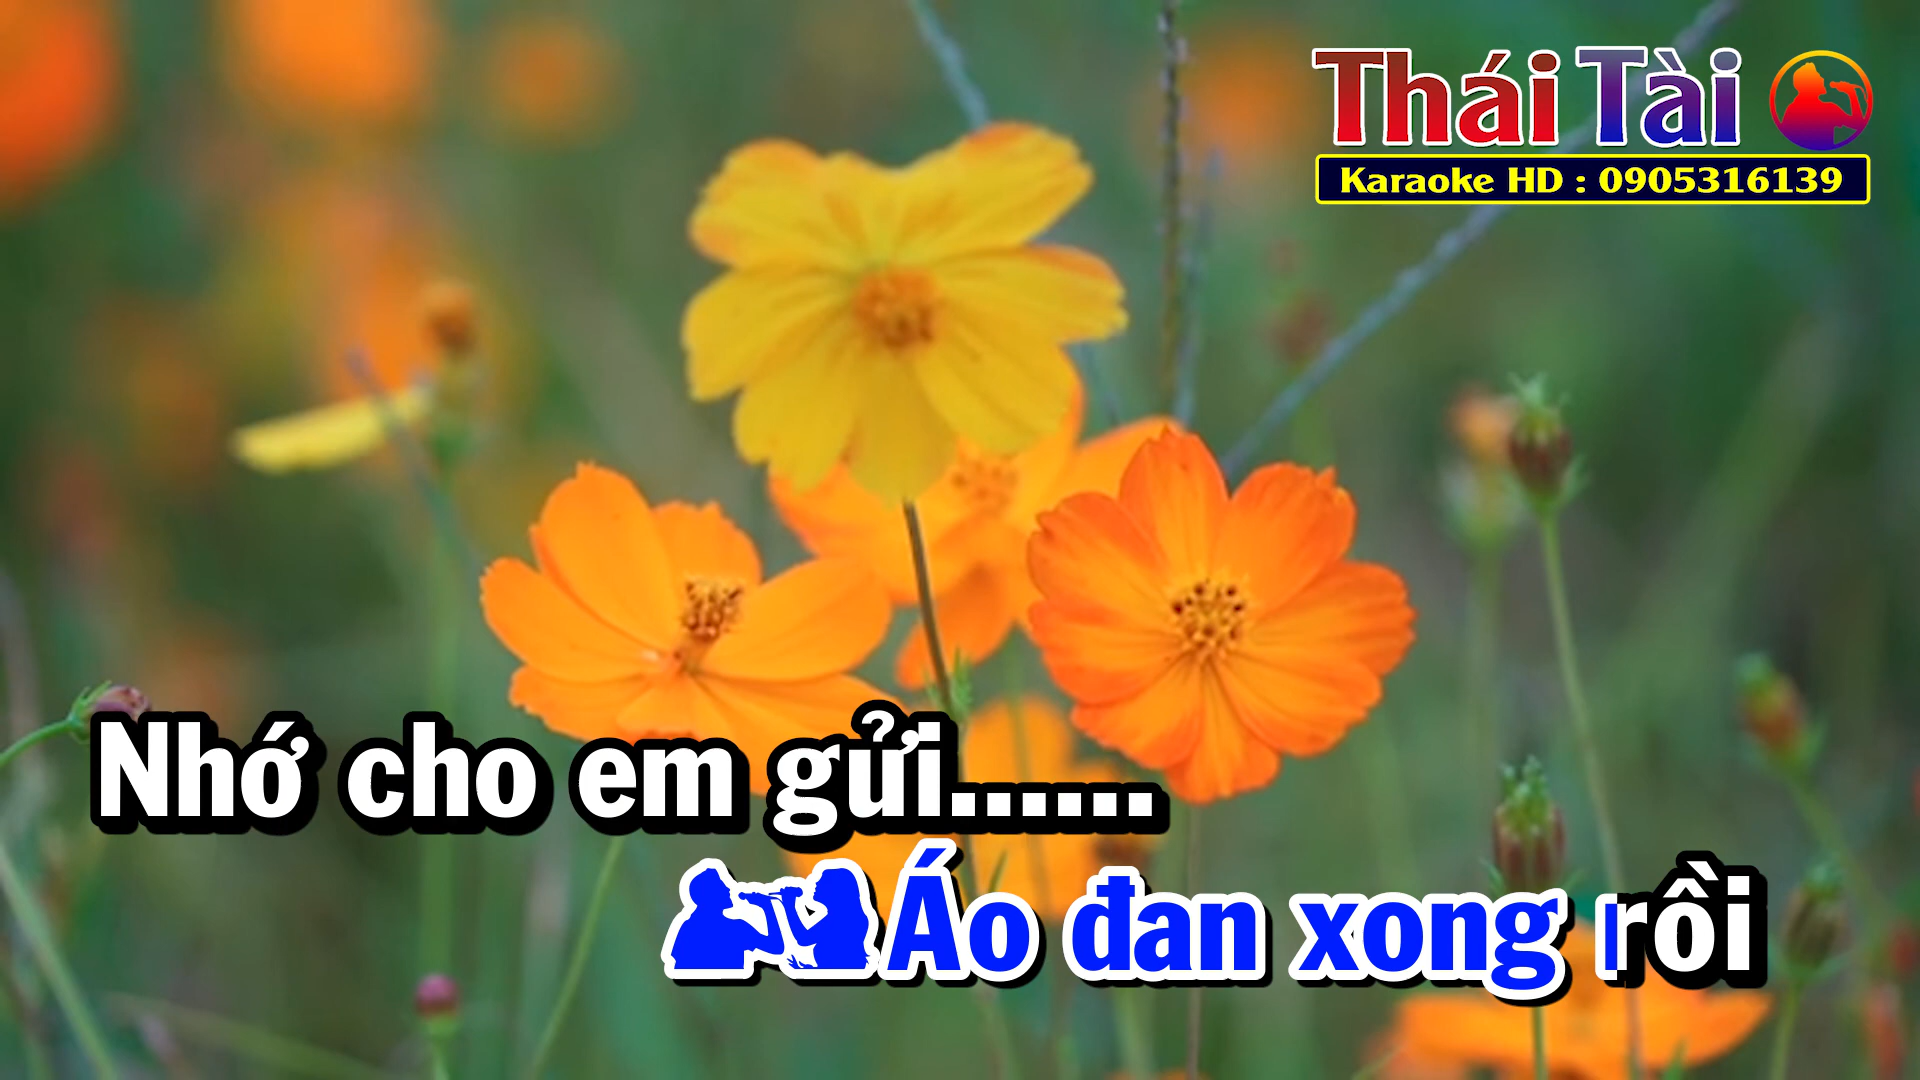 Thái Tài
Karaoke HD : 0905316139
Nhớ cho em gửi......
Áo đan xong rồi